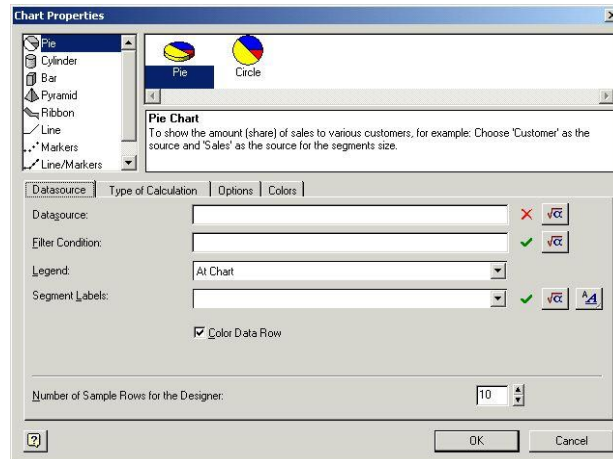 Chart Properties
Pie
Cylinder
Bar
Pyramid
Ribbon
Line
Markers
Line/Markers
Pie
Circle
Pie Chart
To show the amount (share) of sales to various customers, for example: Choose 'Customer' as the
source and 'Sales' as the source for the segments size.
Datasource
Type of Calculation
Options
Colors
Datasource:
√α
Filter Condition:
√α
Legend:
At Chart
Segment Labels:
√α
AA
Color Data Row
Number of Sample Rows for the Designer:
10
?
OK
Cancel